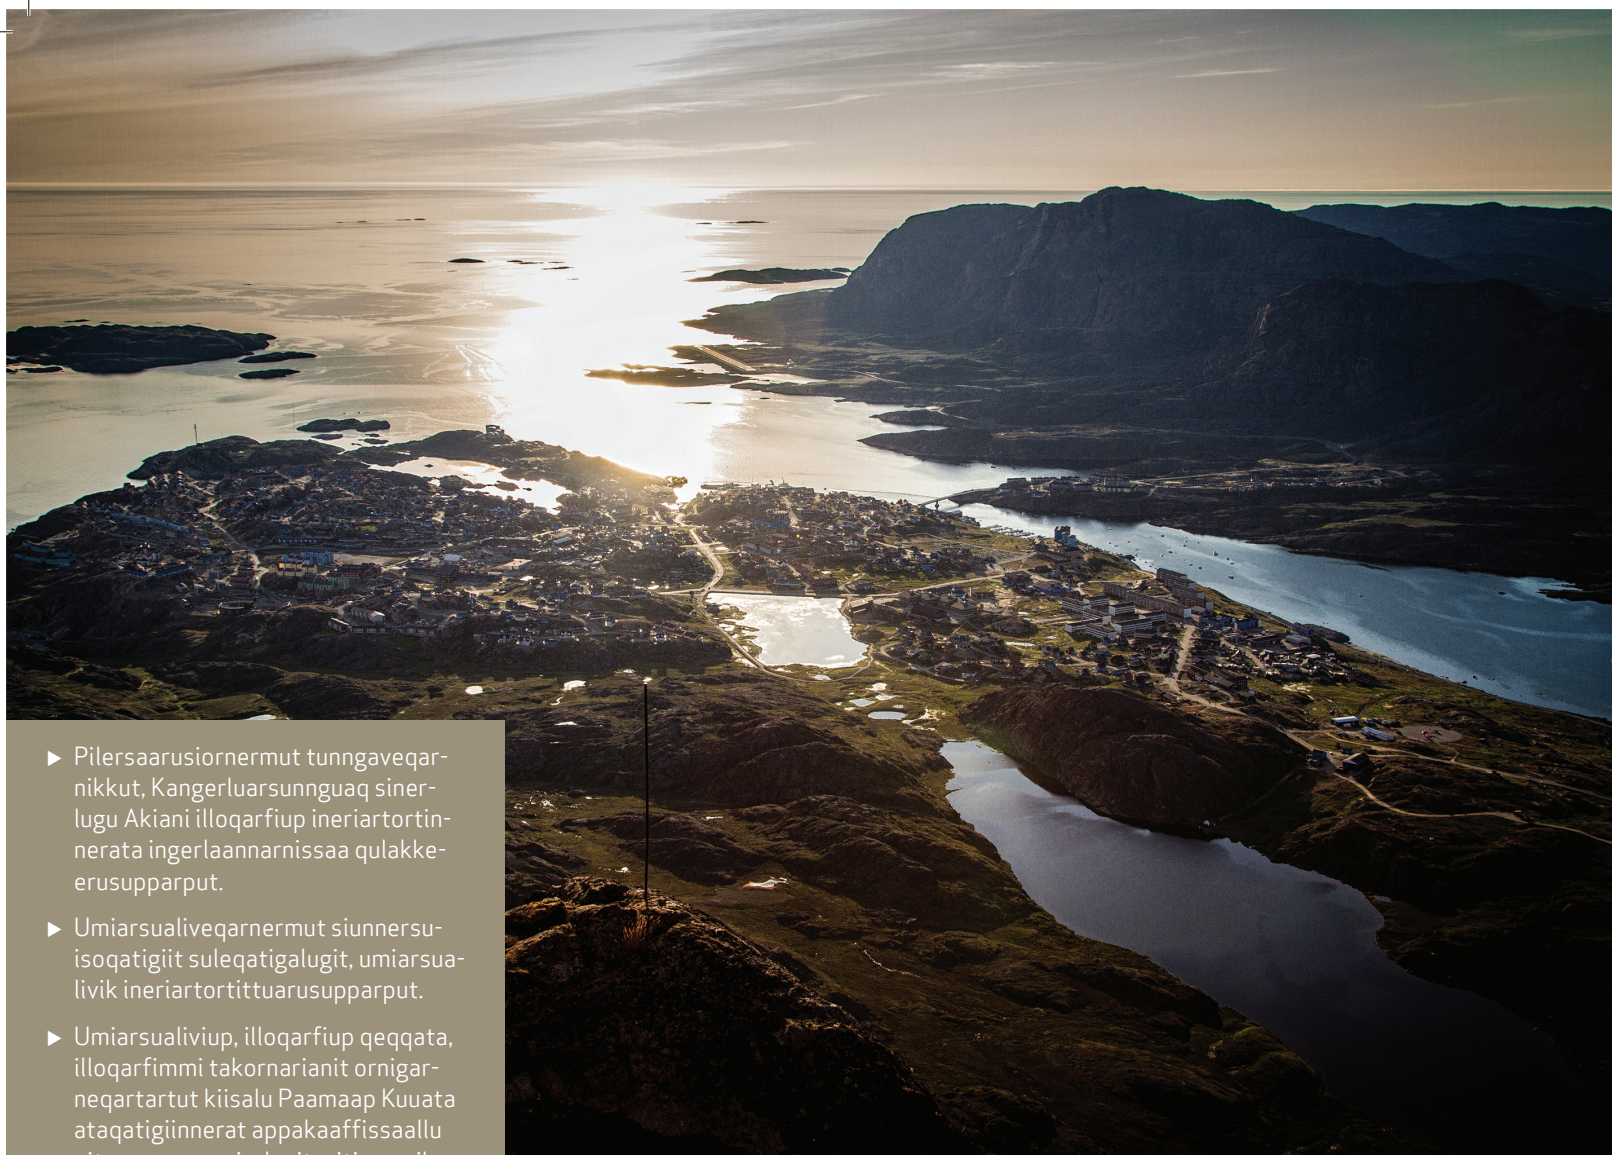 ▶ Pilersaarusiornermut tunngaveqar-
nikkut, Kangerluarsunnguaq siner-
lugu Akiani illoqarfiup ineriartortin-
nerata ingerlaannarnissaa qulakke-
erusupparput.
▶ Umiarsualiveqarnermut siunnersu-
isoqatigiit suleqatigalugit, umiarsua-
livik ineriartortittuarusupparput.
▶ Umiarsualiviup, illoqarfiup qeqqata,
illoqarfimmi takornarianit ornigar-
neqartartut kiisalu Paamaap Kuuata
ataqatigiinnerat appakaaffissaallu